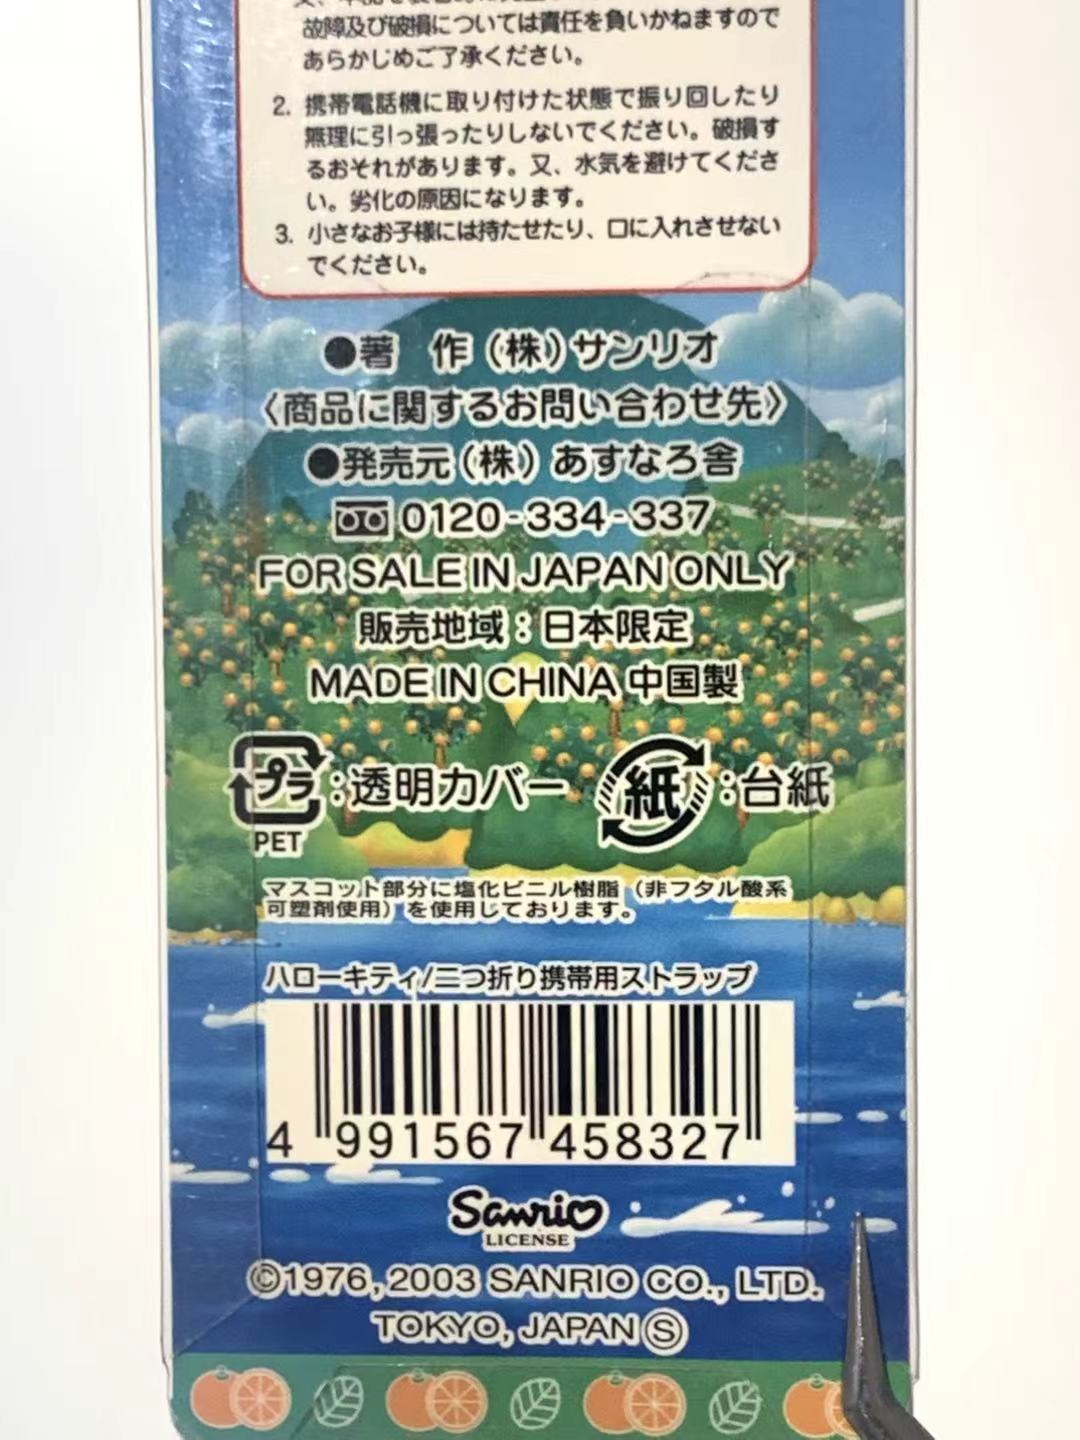 故障及び破損については責任を負いかねますので
あらかじめご了承ください。
2. 携帯電話機に取り付けた状態で振り回したり
無理に引っ張ったりしないでください。破損す
るおそれがあります。又、水気を避けてくださ
い。劣化の原因になります。
3. 小さなお子様には持たせたり、口に入れさせない
でください。
●著 作(株)サンリオ
〈商品に関するお問い合わせ先〉
●発売元(株)あすなろ舎
0120-334-337
FOR SALE IN JAPAN ONLY
販売地域:日本限定
MADE IN CHINA 中国製
プラ:透明カバー 紙:台紙
PET
マスコット部分に塩化ビニル樹脂(非フタル酸系
可塑剤使用)を使用しております。
ハローキティ/二つ折り携帯用ストラップ
4 991567 458327
Sanrio
LICENSE
©1976, 2003 SANRIO CO., LTD.
TOKYO, JAPAN Ⓢ